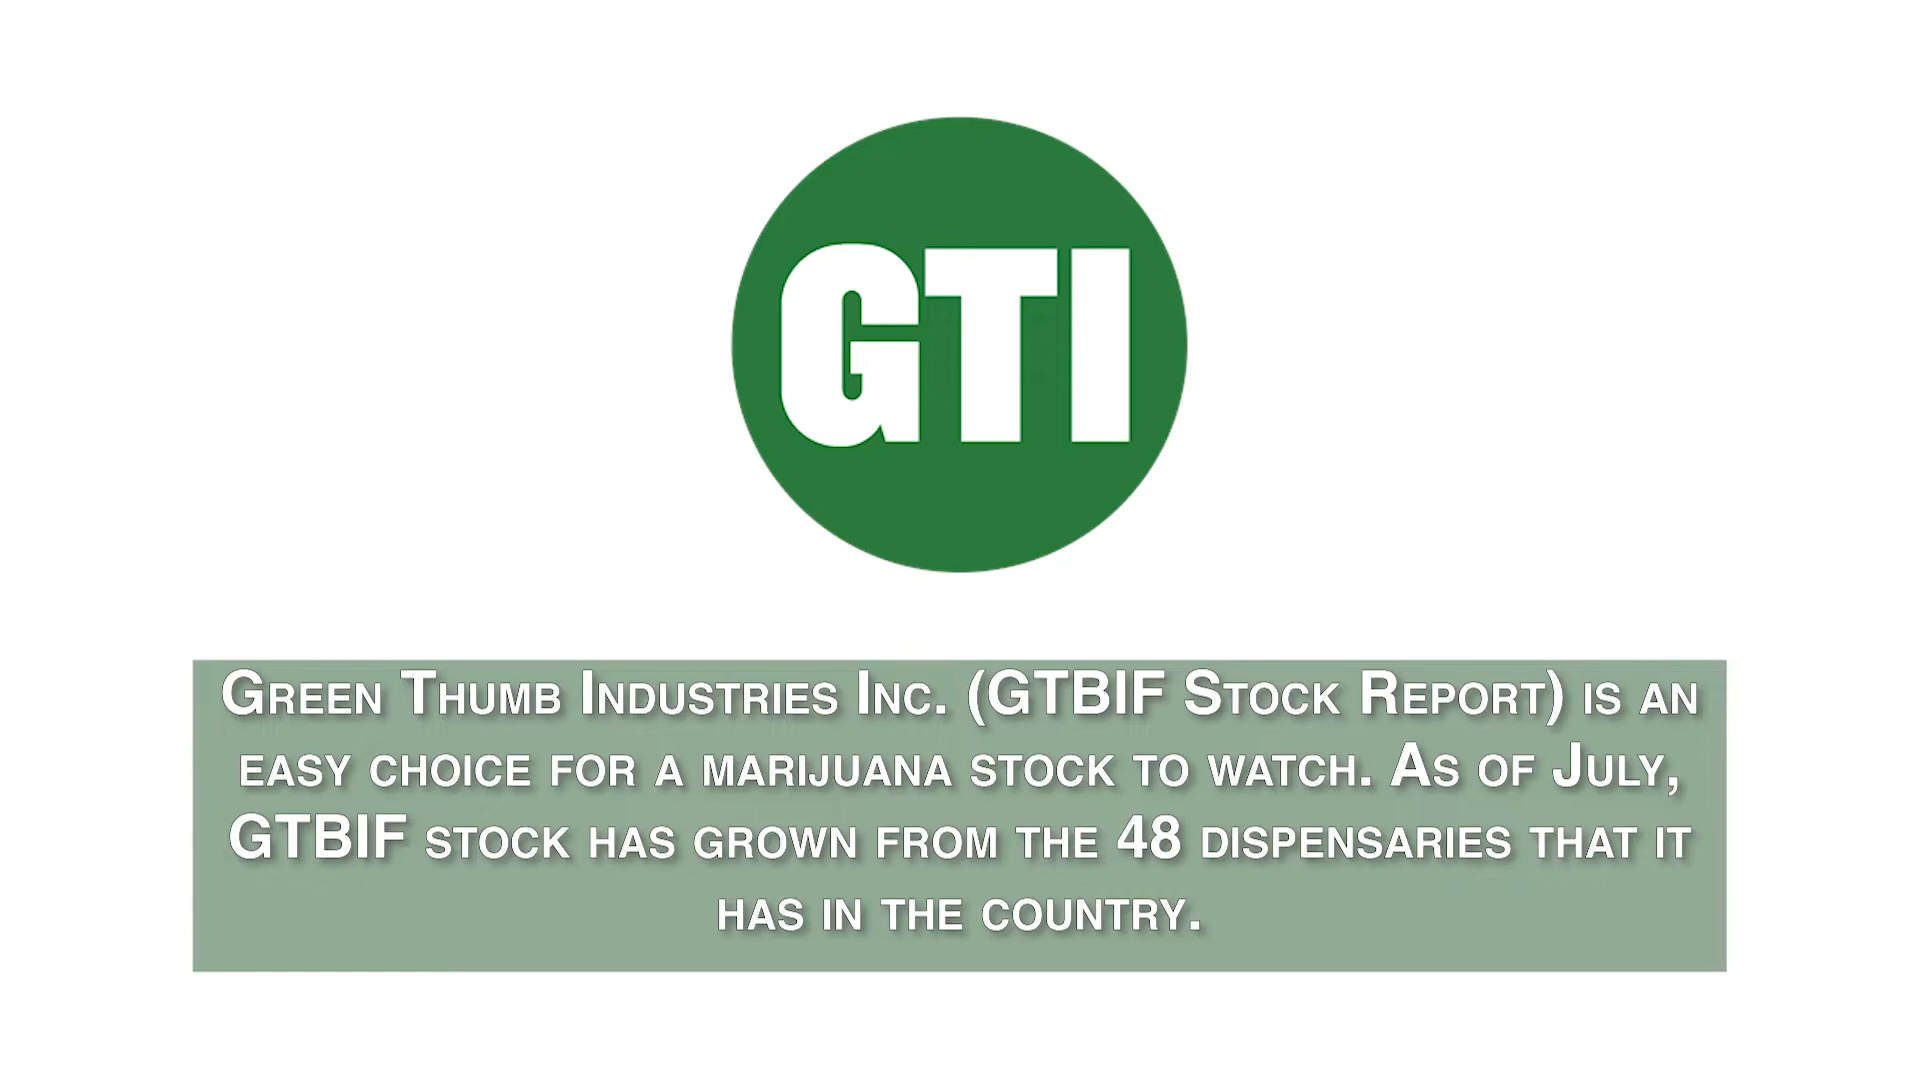 GTI
Green Thumb Industries Inc. (GTBIF Stock Report) is an
easy choice for a marijuana stock to watch. As of July,
GTBIF stock has grown from the 48 dispensaries that it
has in the country.